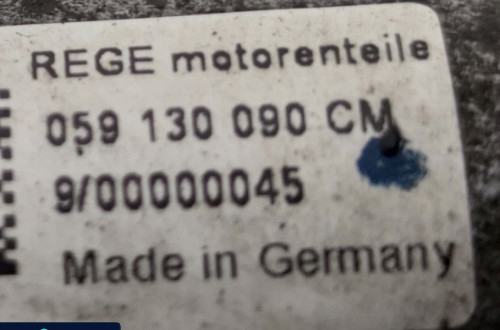 REGE motorenteile
059 130 090 CM
9/00000045
Made in Germany